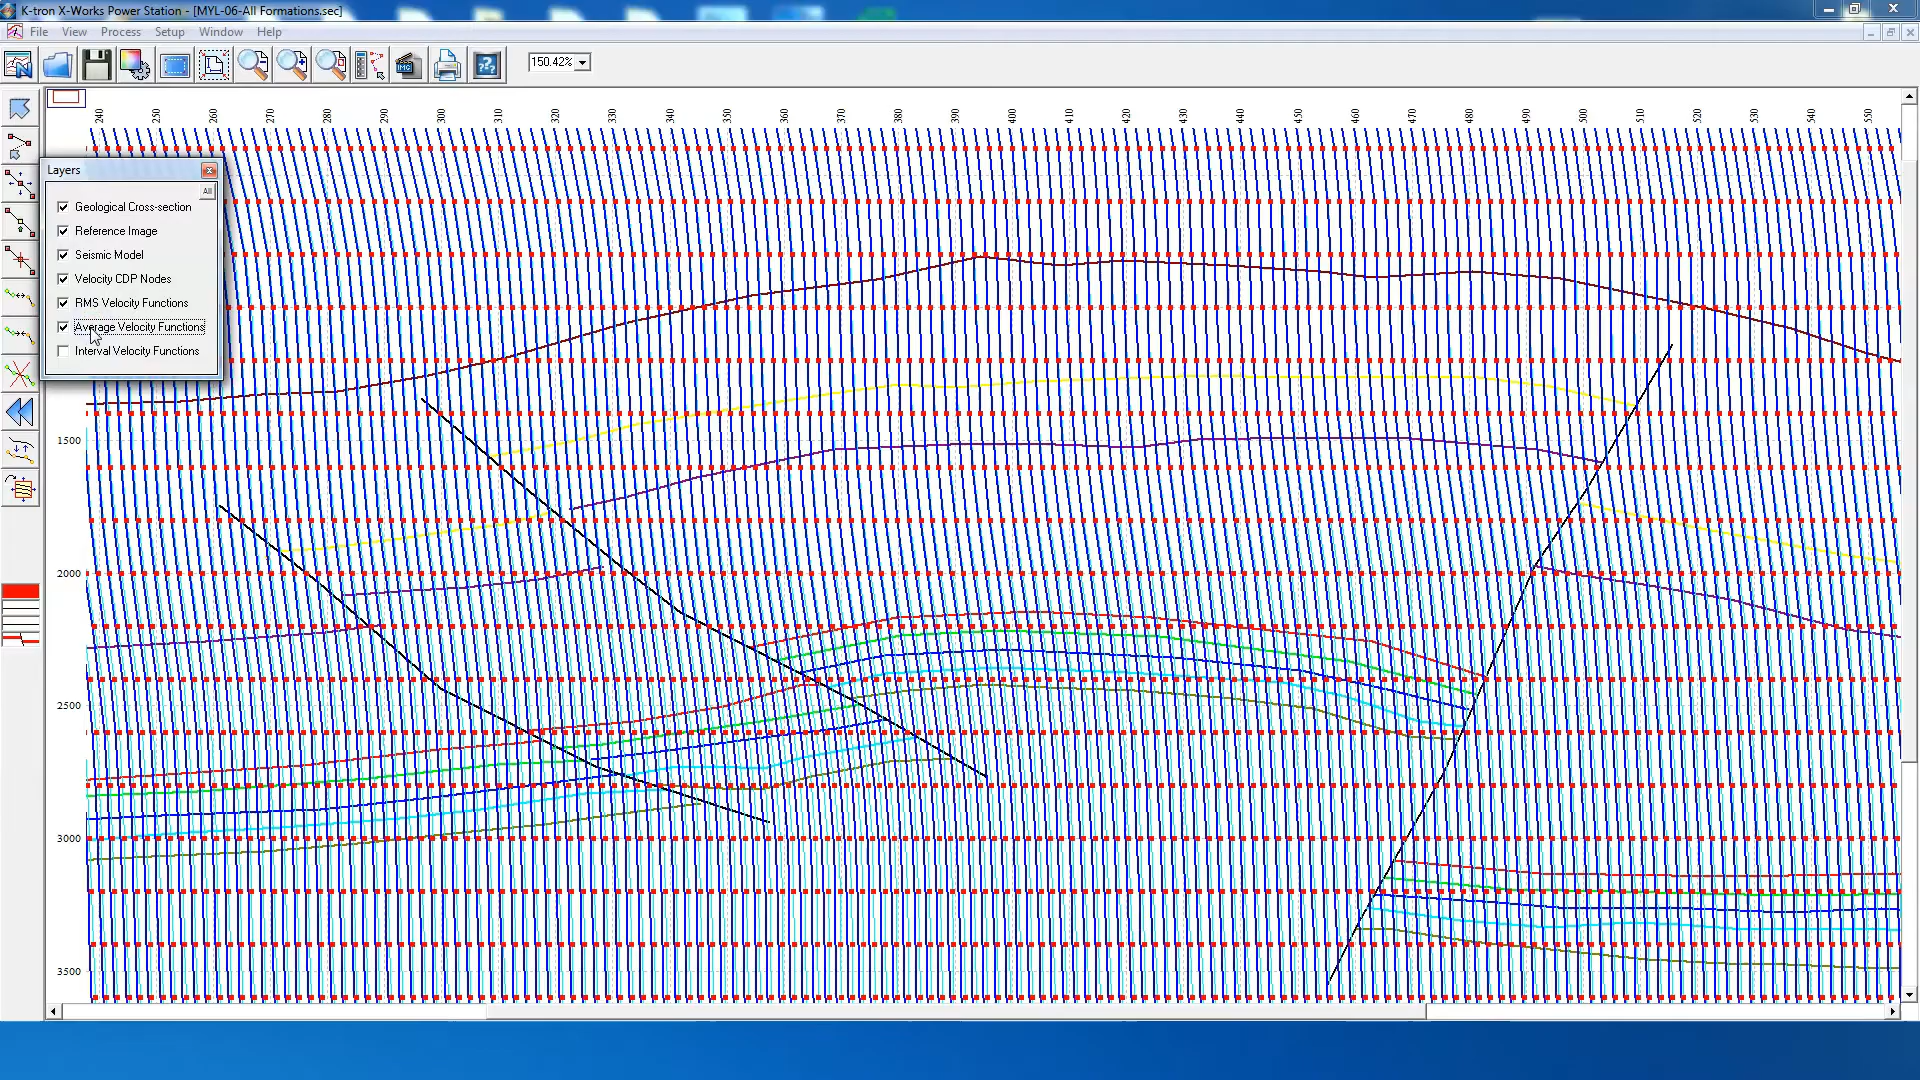 K-tron X-Works Power Station - [MYL-06-All Formations.sec]
File View Process Setup Window Help
N
IMG
150.42%
240 250 260 270 280 290 300 310 320 330 340 350 360 370 380 390 400 410 420 430 440 450 460 470 480 490 500 510 520 530 540 550
Layers
All
Geological Cross-section
Reference Image
Seismic Model
Velocity CDP Nodes
RMS Velocity Functions
Average Velocity Functions
Interval Velocity Functions
1500
2000
2500
3000
3500